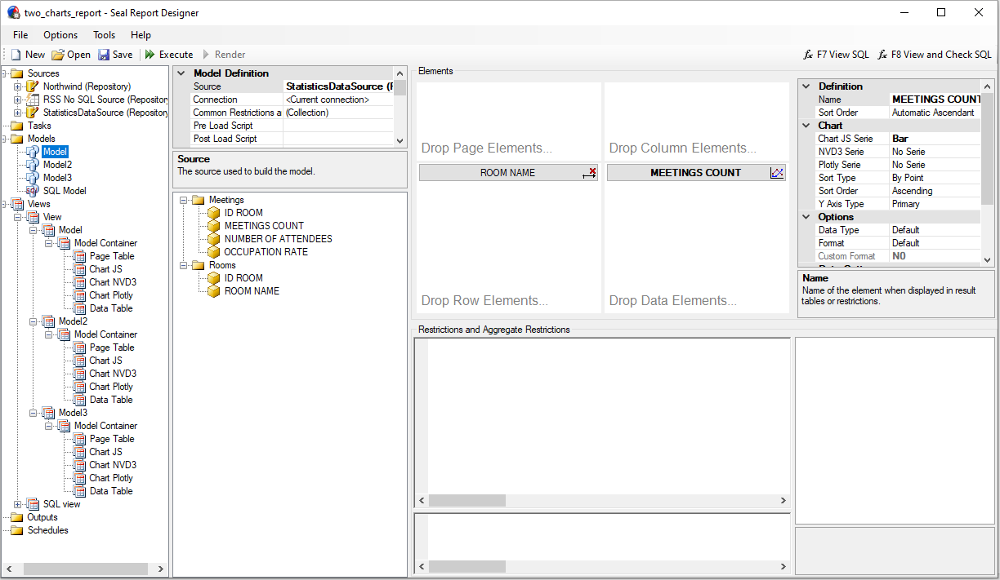 two_charts_report - Seal Report Designer
File Options Tools Help
New Open Save Execute Render
fx F7 View SQL fx F8 View and Check SQL
Sources
Northwind (Repository)
RSS No SQL Source (Repository
StatisticsDataSource (Repository
Tasks
Models
Model
Model2
Model3
SQL SQL Model
Views
View
Model
Model Container
Page Table
Chart JS
Chart NVD3
Chart Plotly
Data Table
Model2
Model Container
Page Table
Chart JS
Chart NVD3
Chart Plotly
Data Table
Model3
Model Container
Page Table
Chart JS
Chart NVD3
Chart Plotly
Data Table
SQL view
Outputs
Schedules
Model Definition
Source StatisticsDataSource (F
Connection <Current connection>
Common Restrictions a (Collection)
Pre Load Script
Post Load Script
Source
The source used to build the model.
Meetings
ID ROOM
MEETINGS COUNT
NUMBER OF ATTENDEES
OCCUPATION RATE
Rooms
ID ROOM
ROOM NAME
Elements
Drop Page Elements...
Drop Column Elements...
ROOM NAME
MEETINGS COUNT
Drop Row Elements...
Drop Data Elements...
Restrictions and Aggregate Restrictions
Definition
Name MEETINGS COUNT
Sort Order Automatic Ascendant
Chart
Chart JS Serie Bar
NVD3 Serie No Serie
Plotly Serie No Serie
Sort Type By Point
Sort Order Ascending
Y Axis Type Primary
Options
Data Type Default
Format Default
Custom Format N0
Name
Name of the element when displayed in result
tables or restrictions.